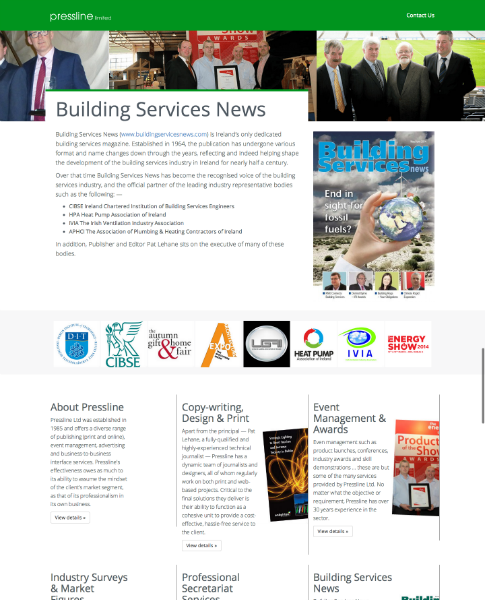 pressline limited
Contact Us
Building Services News
Building Services News (www.buildingservicesnews.com) is Ireland's only dedicated
building services magazine. Established in 1964, the publication has undergone various
format and name changes down through the years, reflecting and indeed helping shape
the development of the building services industry in Ireland for nearly half a century.
Over that time Building Services News has become the recognised voice of the building
services industry, and the official partner of the leading industry representative bodies
such as the following: —
CIBSE Ireland Chartered Institution of Building Services Engineers
HPA Heat Pump Association of Ireland
IVIA The Irish Ventilation Industry Association
APHCI The Association of Plumbing & Heating Contractors of Ireland
In addition, Publisher and Editor Pat Lehane sits on the executive of many of these
bodies.
Building
Services news
End in
sight for
fossil
fuels?
DIT
CIBSE
the
autumn
gift&home
& fair
EXPO
HEAT PUMP
Association of Ireland
IVIA
ENERGY
SHOW 2014
About Pressline
Pressline Ltd was established in
1985 and offers a diverse range
of publishing (print and online),
event management, advertising
and business-to-business
interface services. Pressline's
effectiveness owes as much to
its ability to assume the mindset
of the client's market segment,
as that of its professionalism in
its own business.
View details »
Copy-writing,
Design & Print
Apart from the principal — Pat
Lehane, a fully-qualified and
highly-experienced technical
journalist — Pressline has a
dynamic team of journalists and
designers, all of whom regularly
work on both print and web-
based projects. Critical to the
final solutions they deliver is
their ability to function as a
cohesive unit to provide a cost-
effective, hassle-free service to
the client.
View details »
Event
Management &
Awards
Even management such as
product launches, conferences,
industry awards and skill
demonstrations … these are but
some of the many services
provided by Pressline Ltd. No
matter what the objective or
requirement, Pressline has over
30 years experience in the
sector.
View details »
Product
of the Show
AWARDS
Industry Surveys
& Market
Figures
Professional
Secretariat
Services
Building Services
News